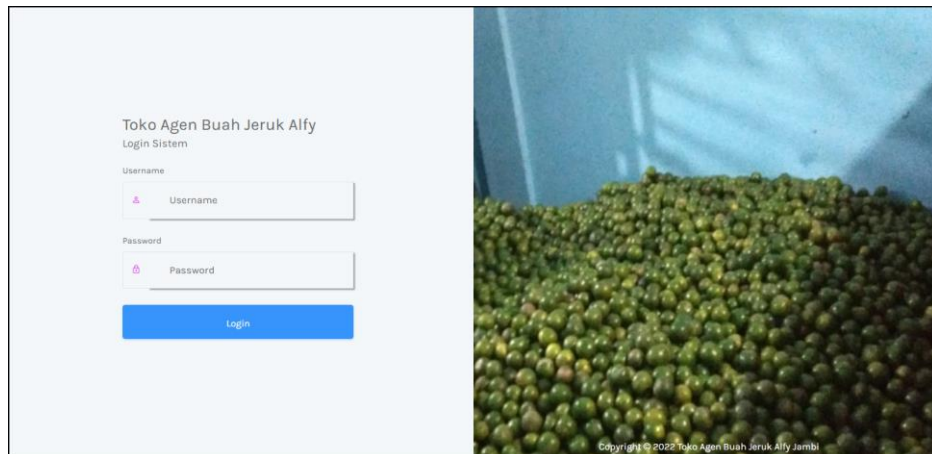 Toko Agen Buah Jeruk Alfy
Login Sistem
Username
Username
Password
Password
Login
Copyright © 2022 Toko Agen Buah Jeruk Alfy Jambi